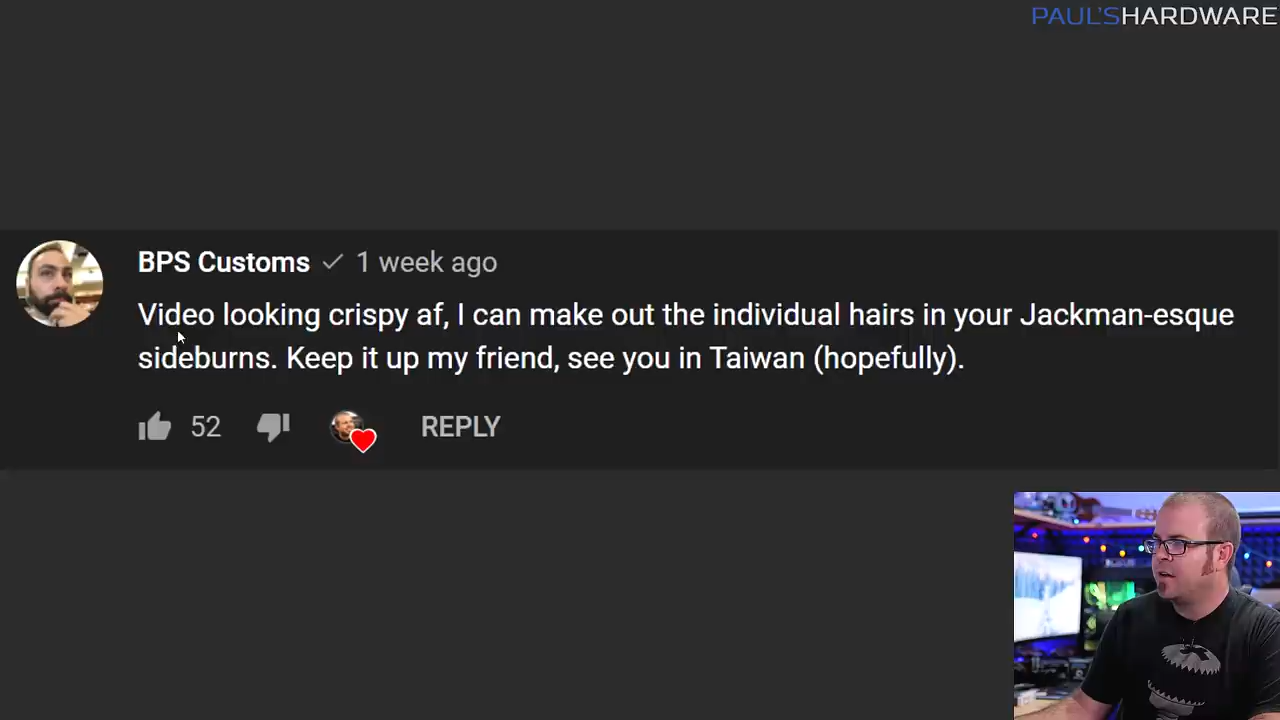 PAUL'SHARDWARE
BPS Customs ✓ 1 week ago
Video looking crispy af, I can make out the individual hairs in your Jackman-esque
sideburns. Keep it up my friend, see you in Taiwan (hopefully).
52 REPLY